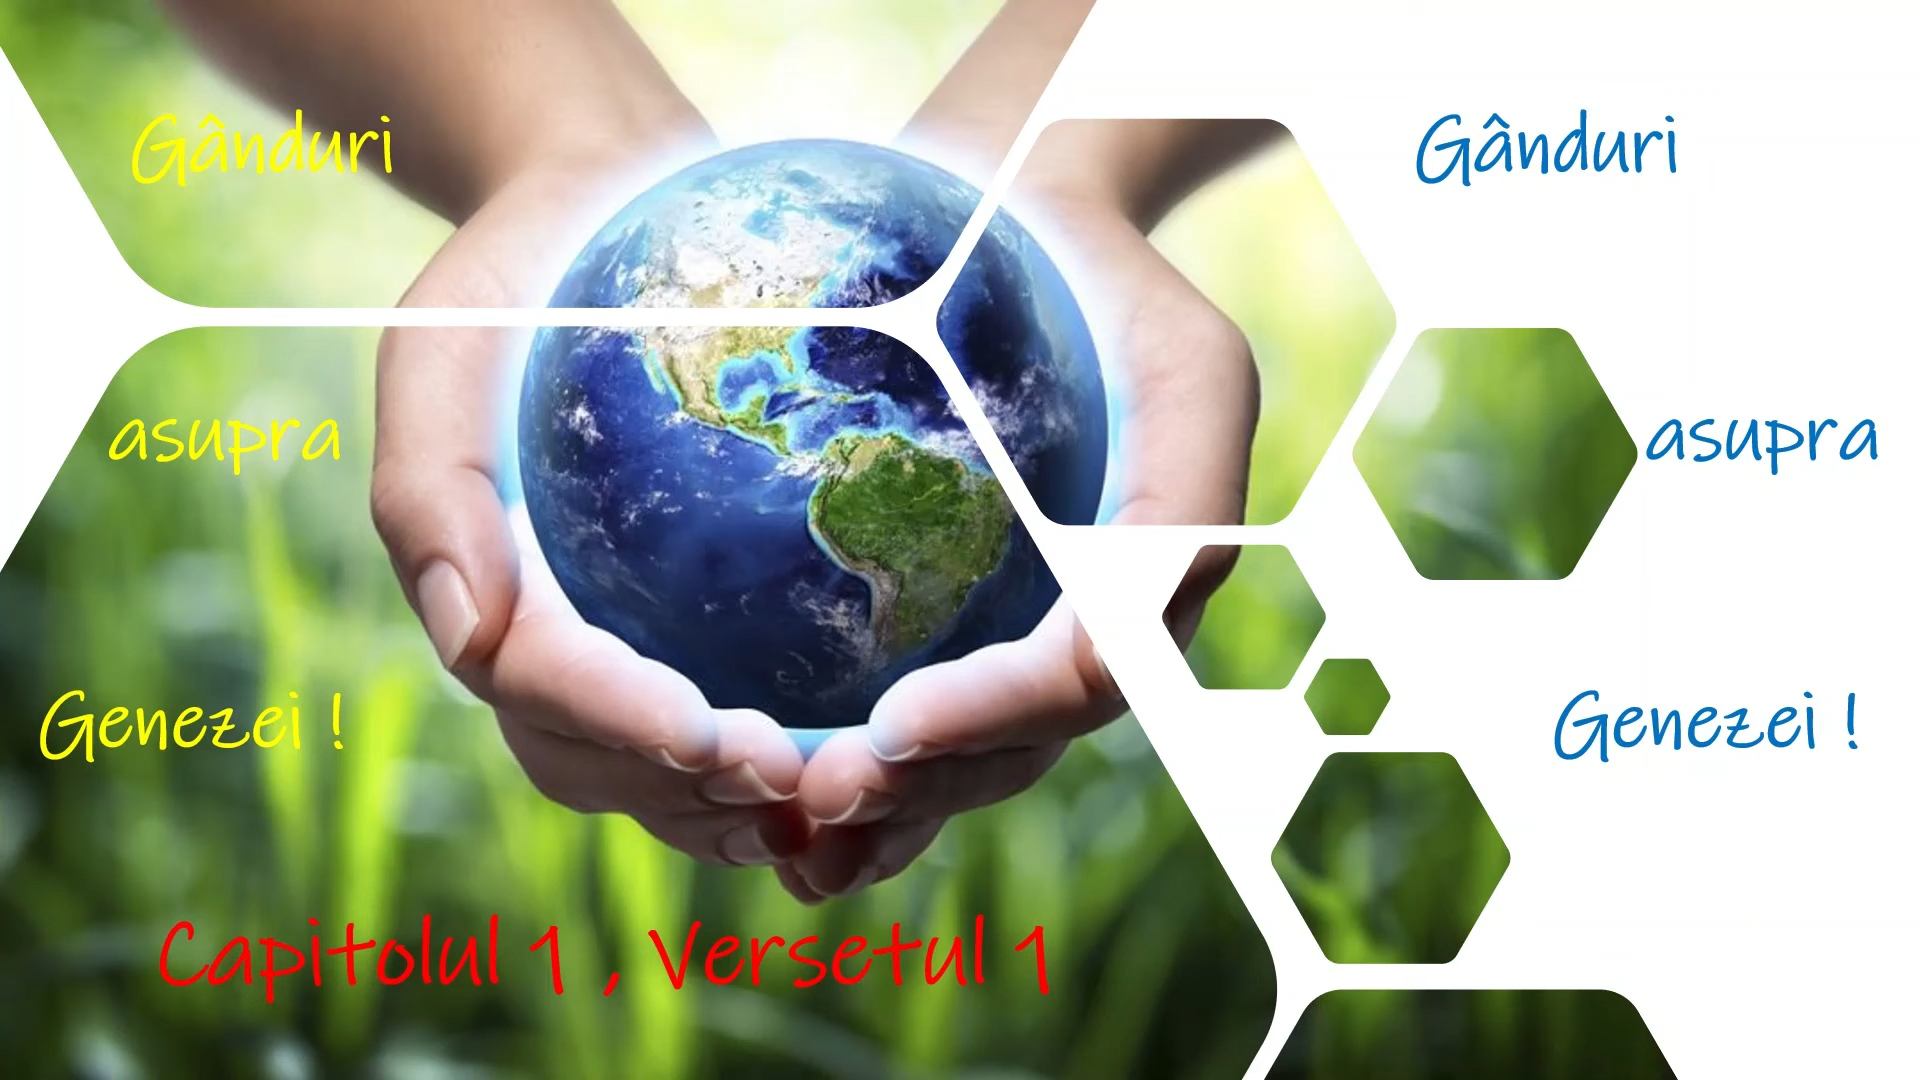 Gânduri
asupra
Genezei !
Capitolul 1 , Versetul 1
Gânduri
asupra
Genezei !